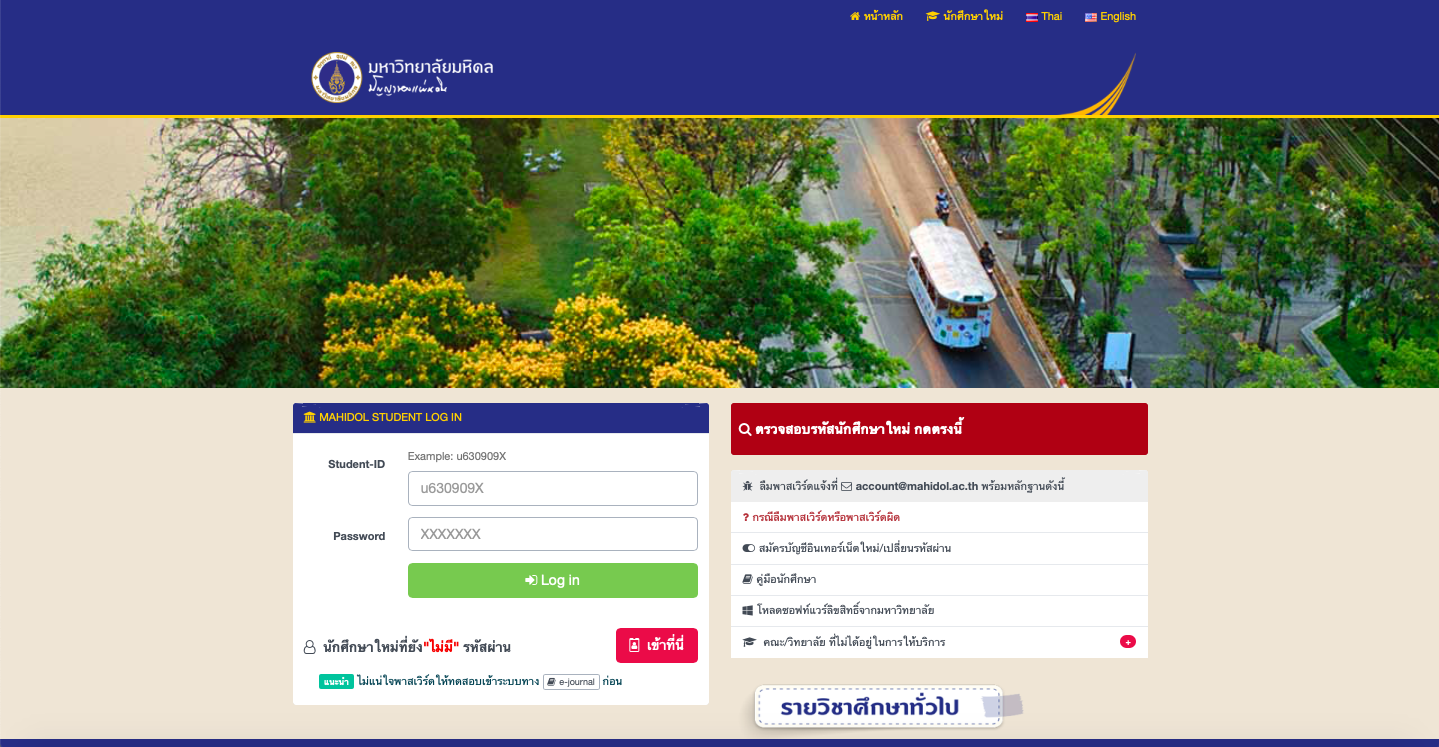 หน้าหลัก
นักศึกษาใหม่
Thai
English
มหาวิทยาลัยมหิดล
ปัญญาของแผ่นดิน
MAHIDOL STUDENT LOG IN
Student-ID
Example: u630909X
u630909X
Password
XXXXXXX
Log in
นักศึกษาใหม่ที่ยัง"ไม่มี" รหัสผ่าน
เข้าที่นี่
แนะนำ ไม่แน่ใจพาสเวิร์ดให้ทดสอบเข้าระบบทาง e-journal ก่อน
ตรวจสอบรหัสนักศึกษาใหม่ กดตรงนี้
ลืมพาสเวิร์ดแจ้งที่ account@mahidol.ac.th พร้อมหลักฐานดังนี้
? กรณีลืมพาสเวิร์ดหรือพาสเวิร์ดผิด
สมัครบัญชีอินเทอร์เน็ตใหม่/เปลี่ยนรหัสผ่าน
คู่มือนักศึกษา
โหลดซอฟท์แวร์ลิขสิทธิ์จากมหาวิทยาลัย
คณะ/วิทยาลัย ที่ไม่ได้อยู่ในการให้บริการ
+
รายวิชาศึกษาทั่วไป